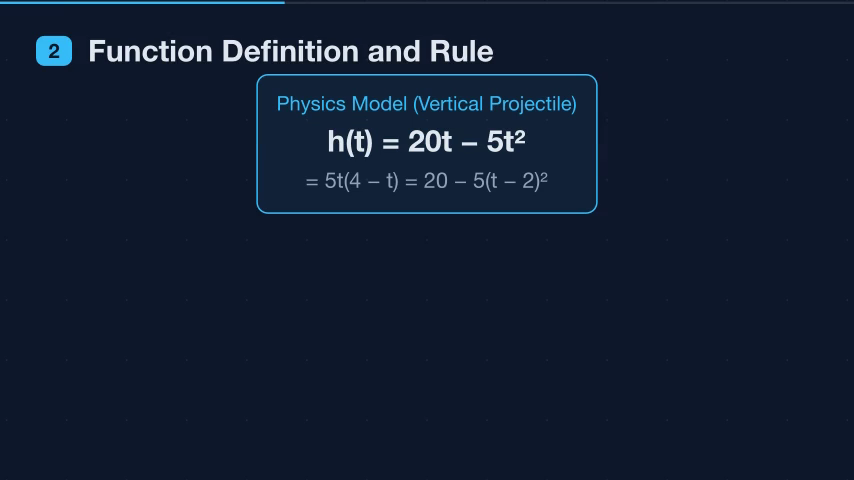 2 Function Definition and Rule
Physics Model (Vertical Projectile)
h(t) = 20t − 5t²
= 5t(4 − t) = 20 − 5(t − 2)²